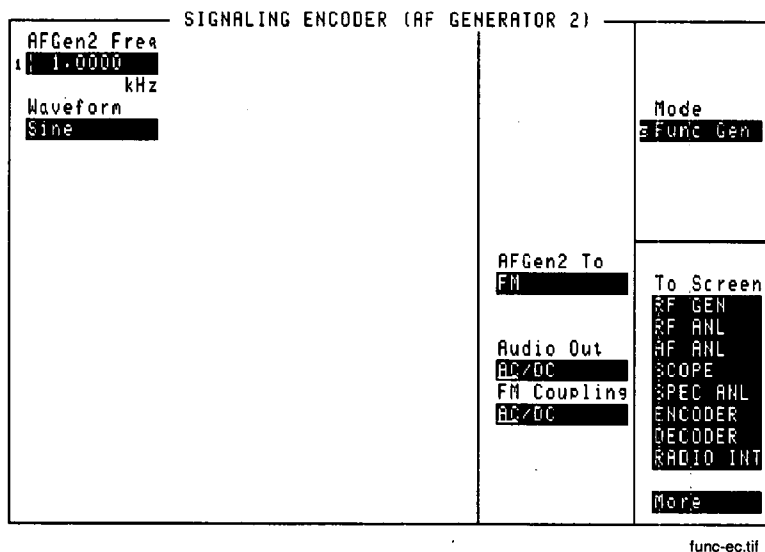 SIGNALING ENCODER (AF GENERATOR 2)
AFGen2 Freq
1 1.0000
kHz
Waveform
Sine
AFGen2 To
FM
Audio Out
AC/DC
FM Coupling
AC/DC
Mode
Func Gen
To Screen
RF GEN
RF ANL
AF ANL
SCOPE
SPEC ANL
ENCODER
DECODER
RADIO INT
More
func-ec.tif